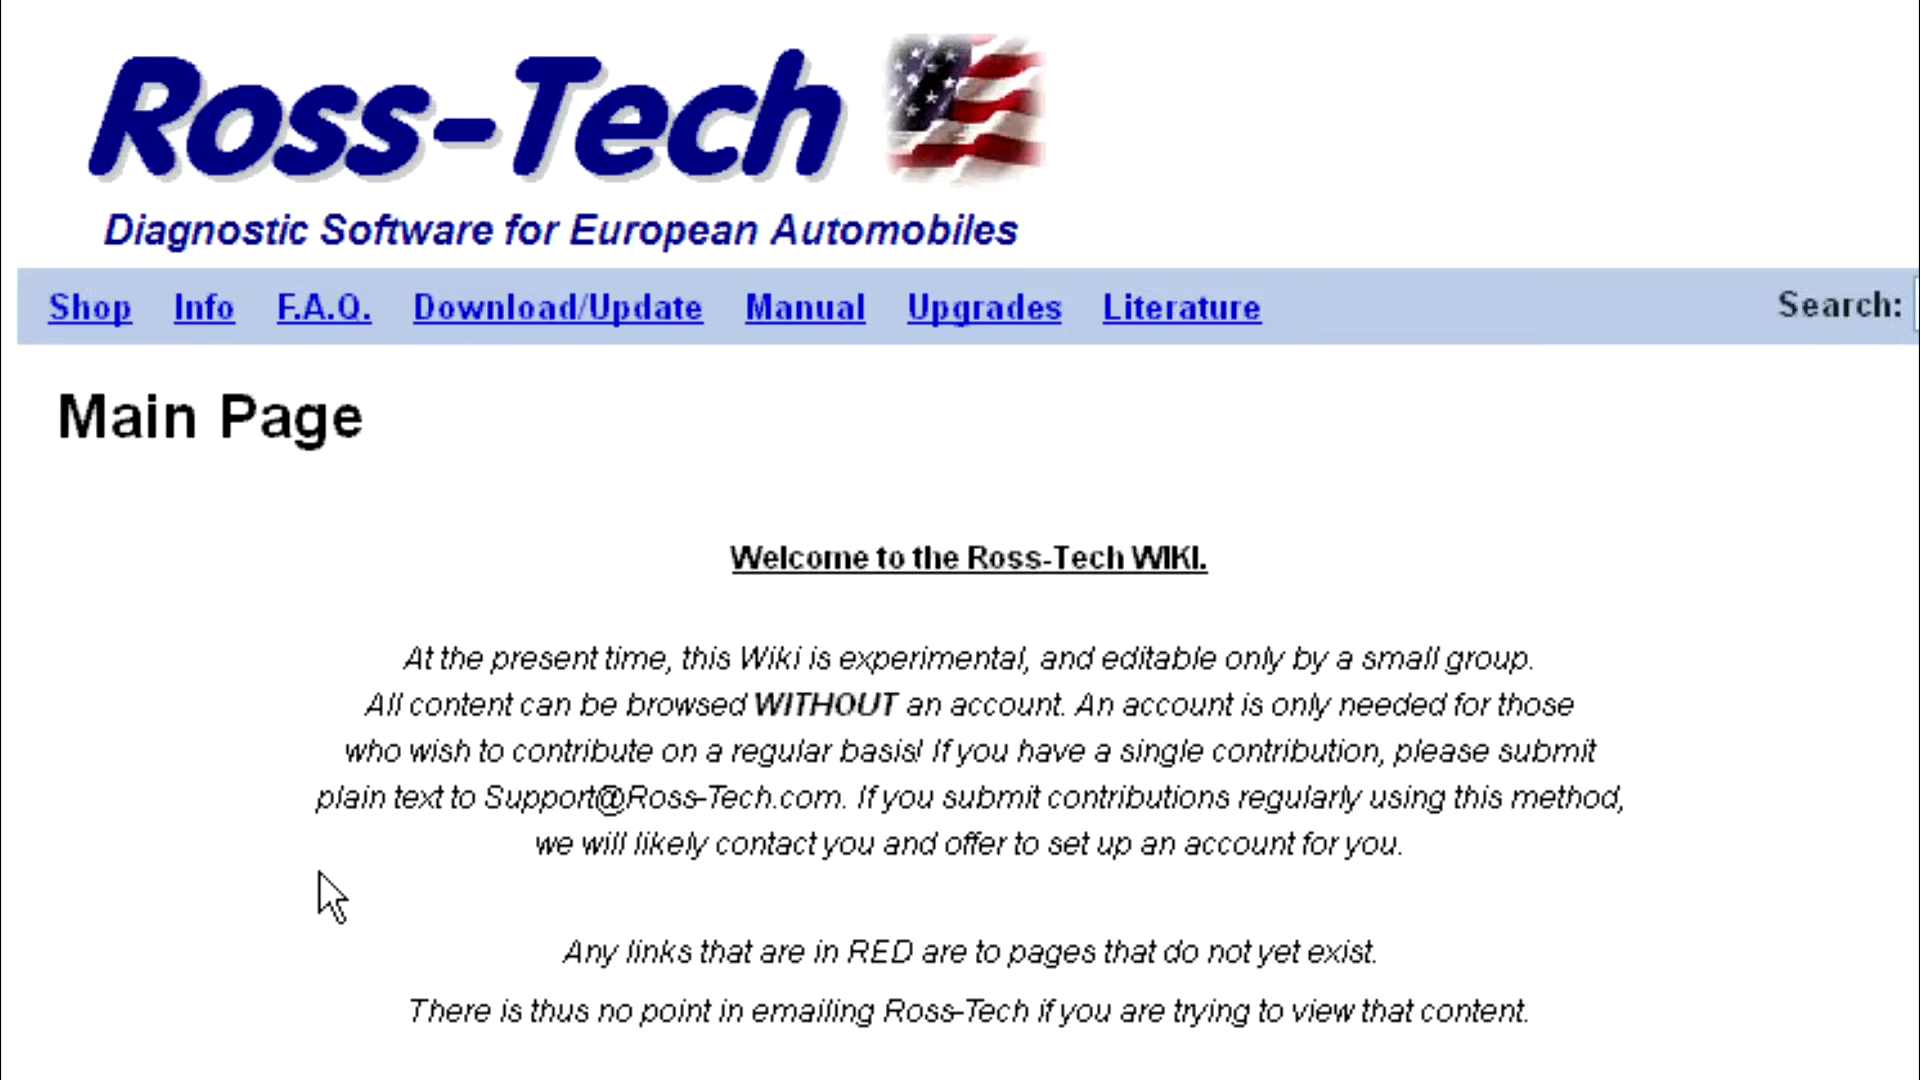 Ross-Tech
Diagnostic Software for European Automobiles
Shop Info F.A.Q. Download/Update Manual Upgrades Literature Search:
Main Page
Welcome to the Ross-Tech WIKI.
At the present time, this Wiki is experimental, and editable only by a small group.
All content can be browsed WITHOUT an account. An account is only needed for those
who wish to contribute on a regular basis! If you have a single contribution, please submit
plain text to Support@Ross-Tech.com. If you submit contributions regularly using this method,
we will likely contact you and offer to set up an account for you.
Any links that are in RED are to pages that do not yet exist.
There is thus no point in emailing Ross-Tech if you are trying to view that content.